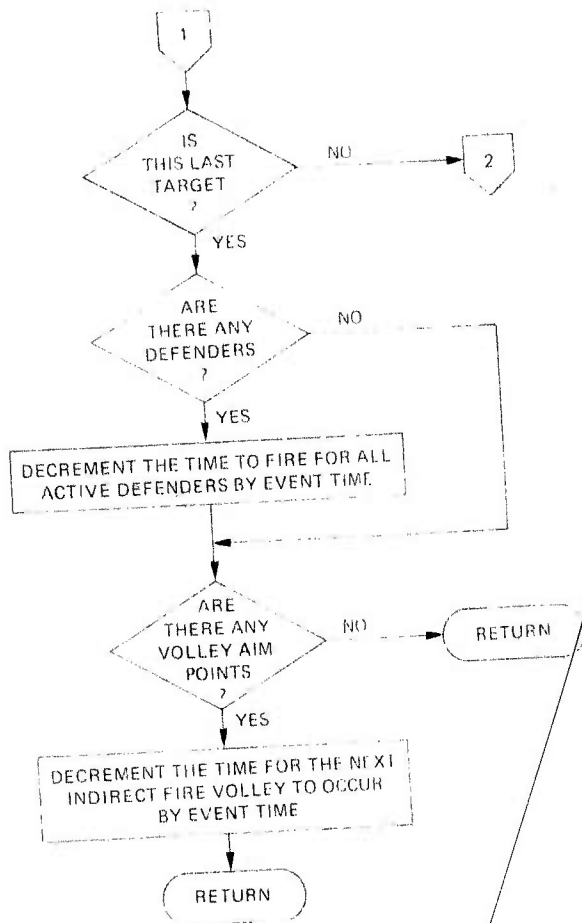 1
IS
THIS LAST
TARGET
?
NO
2
YES
ARE
THERE ANY
DEFENDERS
?
NO
YES
DECREMENT THE TIME TO FIRE FOR ALL
ACTIVE DEFENDERS BY EVENT TIME.
ARE
THERE ANY
VOLLEY AIM
POINTS
?
NO
RETURN
YES
DECREMENT THE TIME FOR THE NEXT
INDIRECT FIRE VOLLEY TO OCCUR
BY EVENT TIME
RETURN